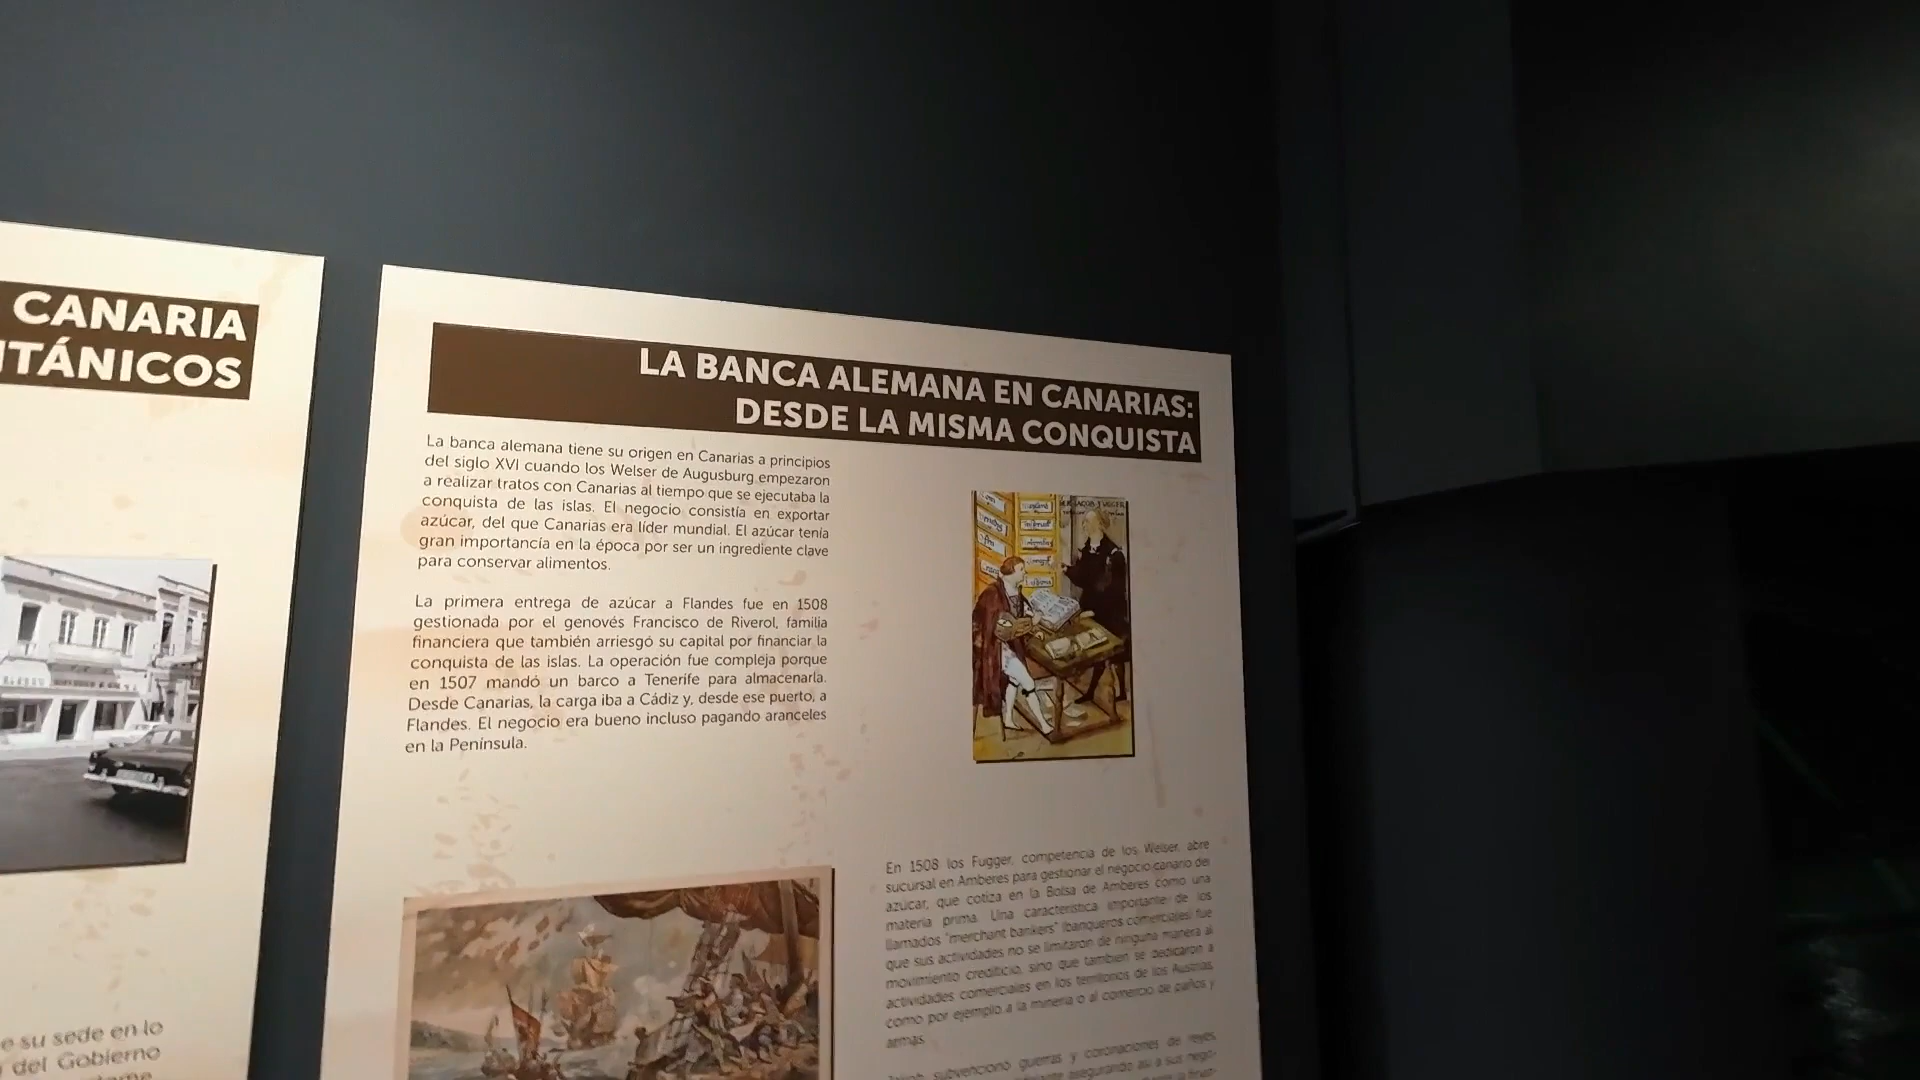 CANARIA
ITÁNICOS
e su sede en lo
del Gobierno
LA BANCA ALEMANA EN CANARIAS:
DESDE LA MISMA CONQUISTA
La banca alemana tiene su origen en Canarias a principios
del siglo XVI cuando los Welser de Augusburg empezaron
a realizar tratos con Canarias al tiempo que se ejecutaba la
conquista de las islas. El negocio consistía en exportar
azúcar, del que Canarias era líder mundial. El azúcar tenía
gran importancía en la época por ser un ingrediente clave
para conservar alimentos.
La primera entrega de azúcar a Flandes fue en 1508
gestionada por el genovés Francisco de Riverol, familia
financiera que también arriesgó su capital por financiar la
conquista de las islas. La operación fue compleja porque
en 1507 mandó un barco a Tenerife para almacenarla.
Desde Canarias, la carga iba a Cádiz y, desde ese puerto, a
Flandes. El negocio era bueno incluso pagando aranceles
en la Península.
En 1508 los Fugger, competencia de los Welser, abre
sucursal en Amberes para gestionar el negocio canario del
azúcar, que cotiza en la Bolsa de Amberes como una
materia prima. Una característica importante de los
llamados "merchant bankers" (banqueros comerciales) fue
que sus actividades no se limitaron de ninguna manera al
movimiento crediticio, sino que también se dedicaron a
actividades comerciales en los territorios de los Austrias,
como por ejemplo a la minería o al comercio de paños y
armas.
subvencionó guerras y coronaciones de reyes,
asegurando así a sus nego-